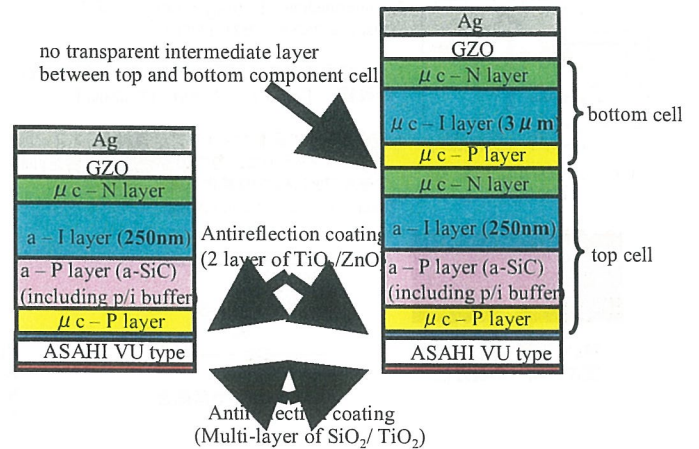 no transparent intermediate layer
between top and bottom component cell
Ag
GZO
μc – N layer
a – I layer (250nm)
a – P layer (a-SiC)
(including p/i buffer)
μc – P layer
ASAHI VU type
Antireflection coating
(2 layer of TiO₂/ZnO)
Antireflection coating
(Multi-layer of SiO₂/ TiO₂)
Ag
GZO
μc – N layer
μc – I layer (3 μm)
μc – P layer
μc – N layer
a – I layer (250nm)
a – P layer (a-SiC)
(including p/i buffer)
μc – P layer
ASAHI VU type
bottom cell
top cell